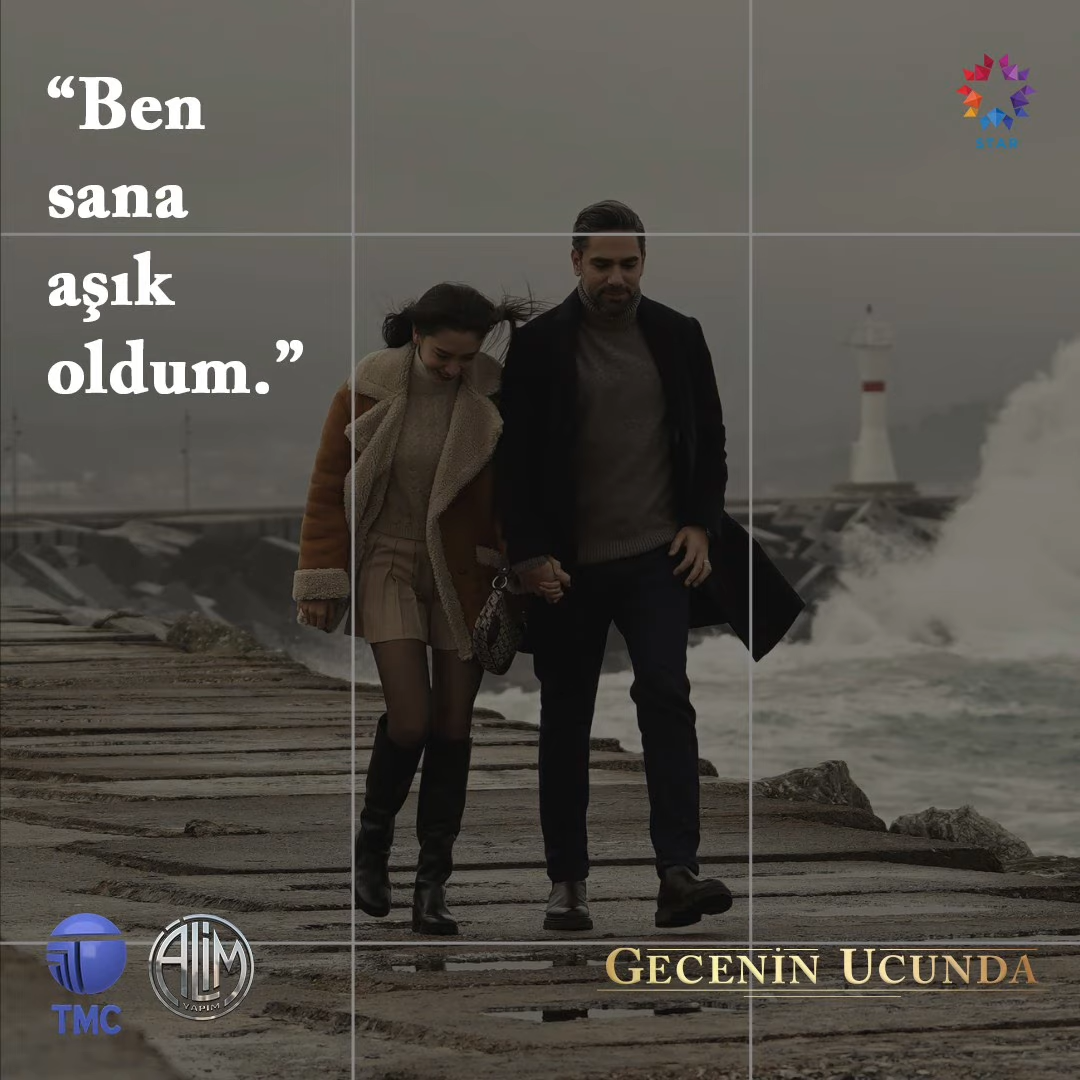 “Ben
sana
aşık
oldum.”
STAR
TMC
ALİM
YAPIM
GECENİN UCUNDA